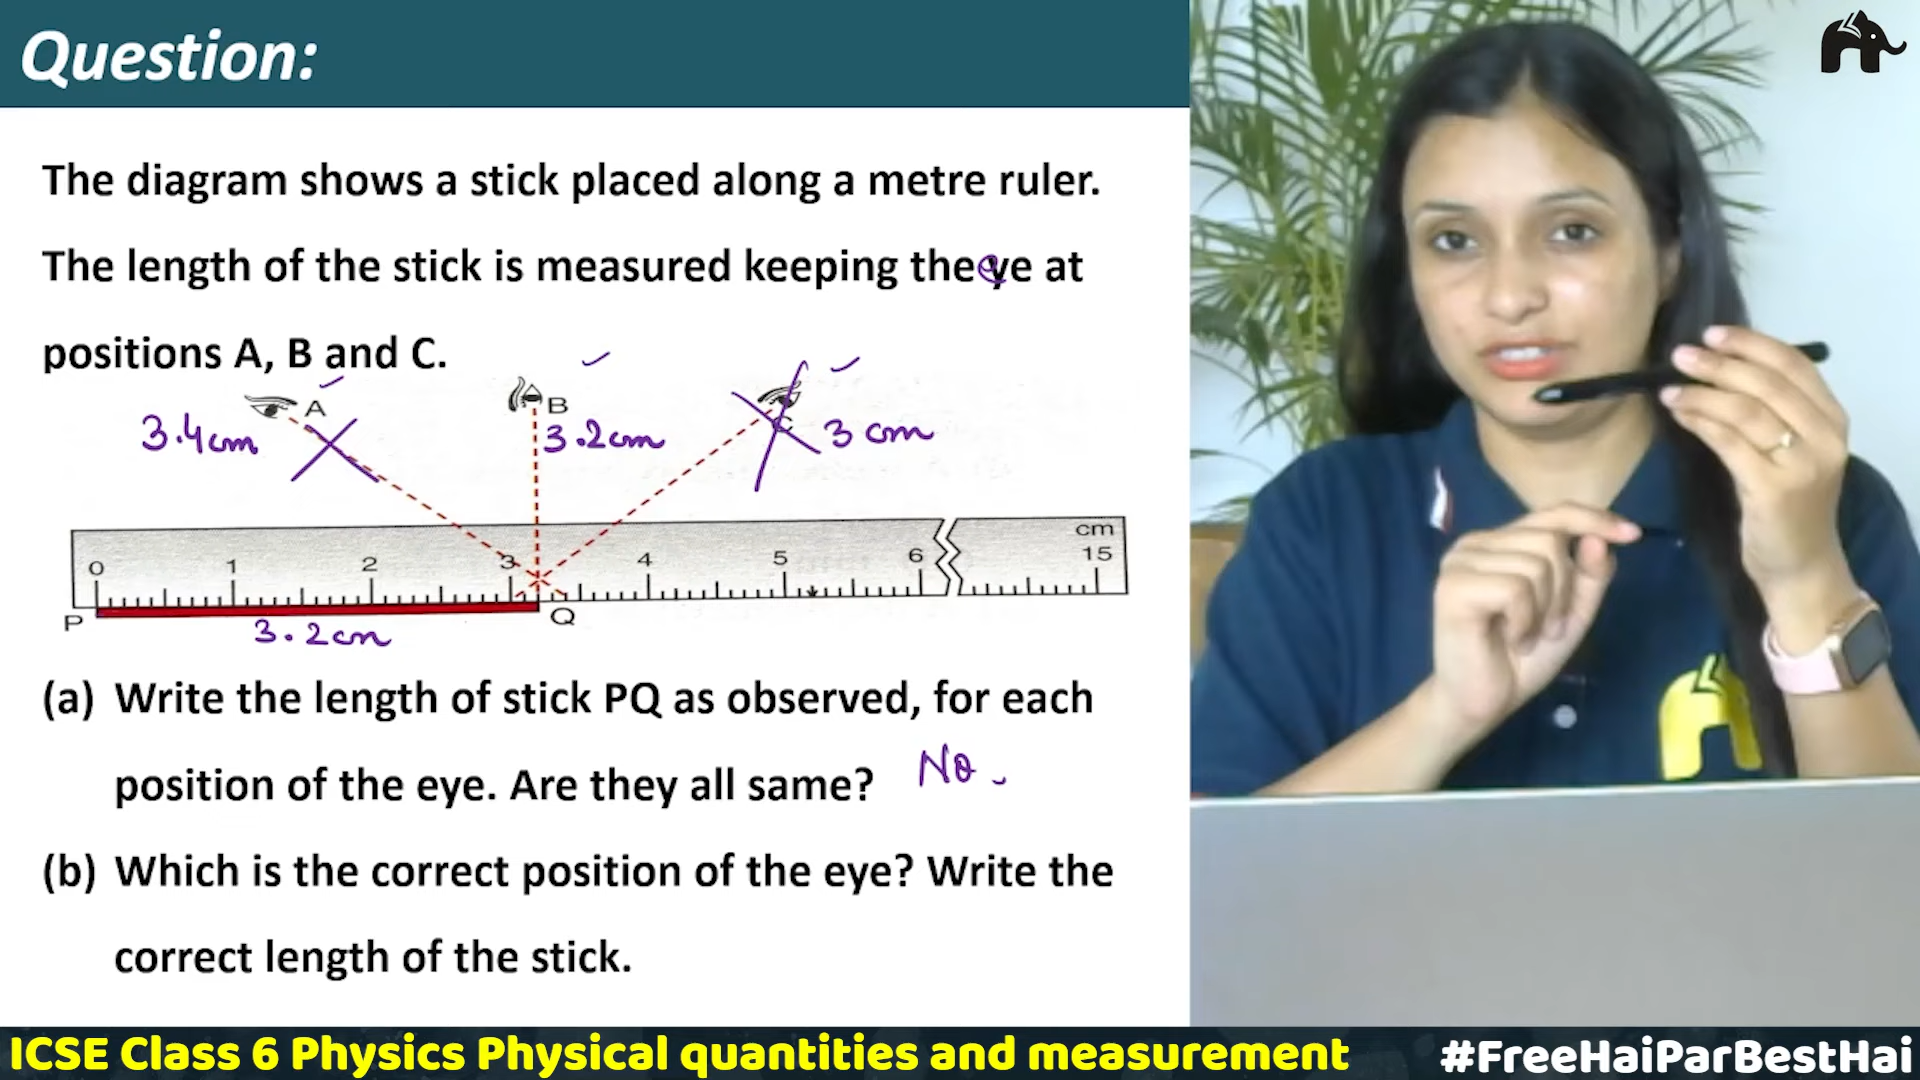 Question:
The diagram shows a stick placed along a metre ruler.
The length of the stick is measured keeping the eye at
positions A, B and C.
A
B
C
3.4cm
3.2cm
3 cm
cm
0 1 2 3 4 5 6 15
P
Q
3.2cm
(a) Write the length of stick PQ as observed, for each
position of the eye. Are they all same? No
(b) Which is the correct position of the eye? Write the
correct length of the stick.
ICSE Class 6 Physics Physical quantities and measurement
#FreeHaiParBestHai